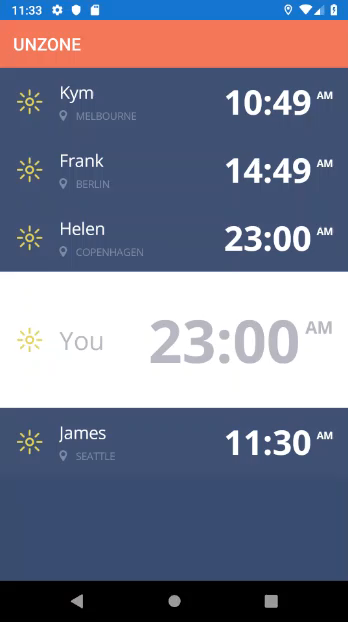 11:33
UNZONE
Kym
MELBOURNE
10:49 AM
Frank
BERLIN
14:49 AM
Helen
COPENHAGEN
23:00 AM
You
23:00 AM
James
SEATTLE
11:30 AM